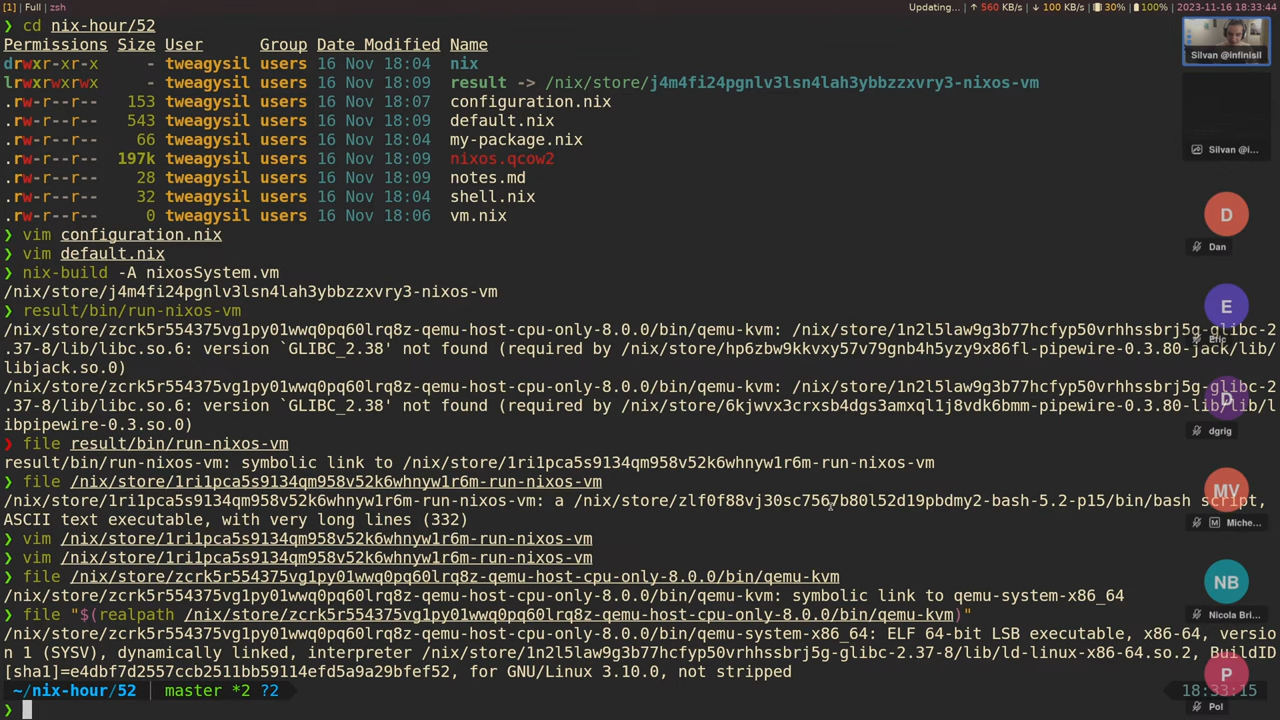 [1] | Full | zsh
Updating… | ↑ 560 KB/s | ↓ 100 KB/s | 30% | 100% | 2023-11-16 18:33:44
❯ cd nix-hour/52
Permissions Size User Group Date Modified Name
drwxr-xr-x - tweagysil users 16 Nov 18:04 nix
lrwxrwxrwx - tweagysil users 16 Nov 18:09 result -> /nix/store/j4m4fi24pgnlv3lsn4lah3ybbzzxvry3-nixos-vm
.rw-r--r-- 153 tweagysil users 16 Nov 18:07 configuration.nix
.rw-r--r-- 543 tweagysil users 16 Nov 18:09 default.nix
.rw-r--r-- 66 tweagysil users 16 Nov 18:04 my-package.nix
.rw-r--r-- 197k tweagysil users 16 Nov 18:09 nixos.qcow2
.rw-r--r-- 28 tweagysil users 16 Nov 18:09 notes.md
.rw-r--r-- 32 tweagysil users 16 Nov 18:04 shell.nix
.rw-r--r-- 0 tweagysil users 16 Nov 18:06 vm.nix
❯ vim configuration.nix
❯ vim default.nix
❯ nix-build -A nixosSystem.vm
/nix/store/j4m4fi24pgnlv3lsn4lah3ybbzzxvry3-nixos-vm
❯ result/bin/run-nixos-vm
/nix/store/zcrk5r554375vg1py01wwq0pq60lrq8z-qemu-host-cpu-only-8.0.0/bin/qemu-kvm: /nix/store/1n2l5law9g3b77hcfyp50vrhhssbrj5g-glibc-2
.37-8/lib/libc.so.6: version `GLIBC_2.38' not found (required by /nix/store/hp6zbw9kkvxy57v79gnb4h5yzy9x86fl-pipewire-0.3.80-jack/lib/
libjack.so.0)
/nix/store/zcrk5r554375vg1py01wwq0pq60lrq8z-qemu-host-cpu-only-8.0.0/bin/qemu-kvm: /nix/store/1n2l5law9g3b77hcfyp50vrhhssbrj5g-glibc-2
.37-8/lib/libc.so.6: version `GLIBC_2.38' not found (required by /nix/store/6kjwvx3crxsb4dgs3amxql1j8vdk6bmm-pipewire-0.3.80-lib/lib/l
ibpipewire-0.3.so.0)
❯ file result/bin/run-nixos-vm
result/bin/run-nixos-vm: symbolic link to /nix/store/1ri1pca5s9134qm958v52k6whnyw1r6m-run-nixos-vm
❯ file /nix/store/1ri1pca5s9134qm958v52k6whnyw1r6m-run-nixos-vm
/nix/store/1ri1pca5s9134qm958v52k6whnyw1r6m-run-nixos-vm: a /nix/store/zlf0f88vj30sc7567b80l52d19pbdmy2-bash-5.2-p15/bin/bash script,
ASCII text executable, with very long lines (332)
❯ vim /nix/store/1ri1pca5s9134qm958v52k6whnyw1r6m-run-nixos-vm
❯ vim /nix/store/1ri1pca5s9134qm958v52k6whnyw1r6m-run-nixos-vm
❯ file /nix/store/zcrk5r554375vg1py01wwq0pq60lrq8z-qemu-host-cpu-only-8.0.0/bin/qemu-kvm
/nix/store/zcrk5r554375vg1py01wwq0pq60lrq8z-qemu-host-cpu-only-8.0.0/bin/qemu-kvm: symbolic link to qemu-system-x86_64
❯ file "$(realpath /nix/store/zcrk5r554375vg1py01wwq0pq60lrq8z-qemu-host-cpu-only-8.0.0/bin/qemu-kvm)"
/nix/store/zcrk5r554375vg1py01wwq0pq60lrq8z-qemu-host-cpu-only-8.0.0/bin/qemu-system-x86_64: ELF 64-bit LSB executable, x86-64, versio
n 1 (SYSV), dynamically linked, interpreter /nix/store/1n2l5law9g3b77hcfyp50vrhhssbrj5g-glibc-2.37-8/lib/ld-linux-x86-64.so.2, BuildID
[sha1]=e4dbf7d2557ccb2511bb59114efd5a9a29bfef52, for GNU/Linux 3.10.0, not stripped
~/nix-hour/52 | master *2 ?2
18:33:15
❯
Silvan @infinisil
Silvan @i...
D
Dan
E
Eric
D
dgrig
MV
M Miche...
NB
Nicola Bri...
P
Pol